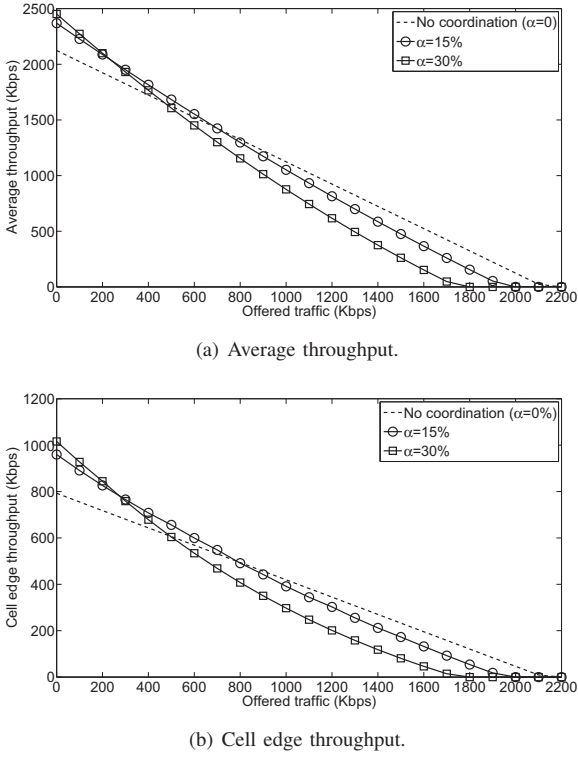 2500
2000
1500
1000
500
0
Average throughput (Kbps)
No coordination (α=0)
α=15%
α=30%
0 200 400 600 800 1000 1200 1400 1600 1800 2000 2200
Offered traffic (Kbps)
(a) Average throughput.
1200
1000
800
600
400
200
0
Cell edge throughput (Kbps)
No coordination (α=0%)
α=15%
α=30%
0 200 400 600 800 1000 1200 1400 1600 1800 2000 2200
Offered traffic (Kbps)
(b) Cell edge throughput.